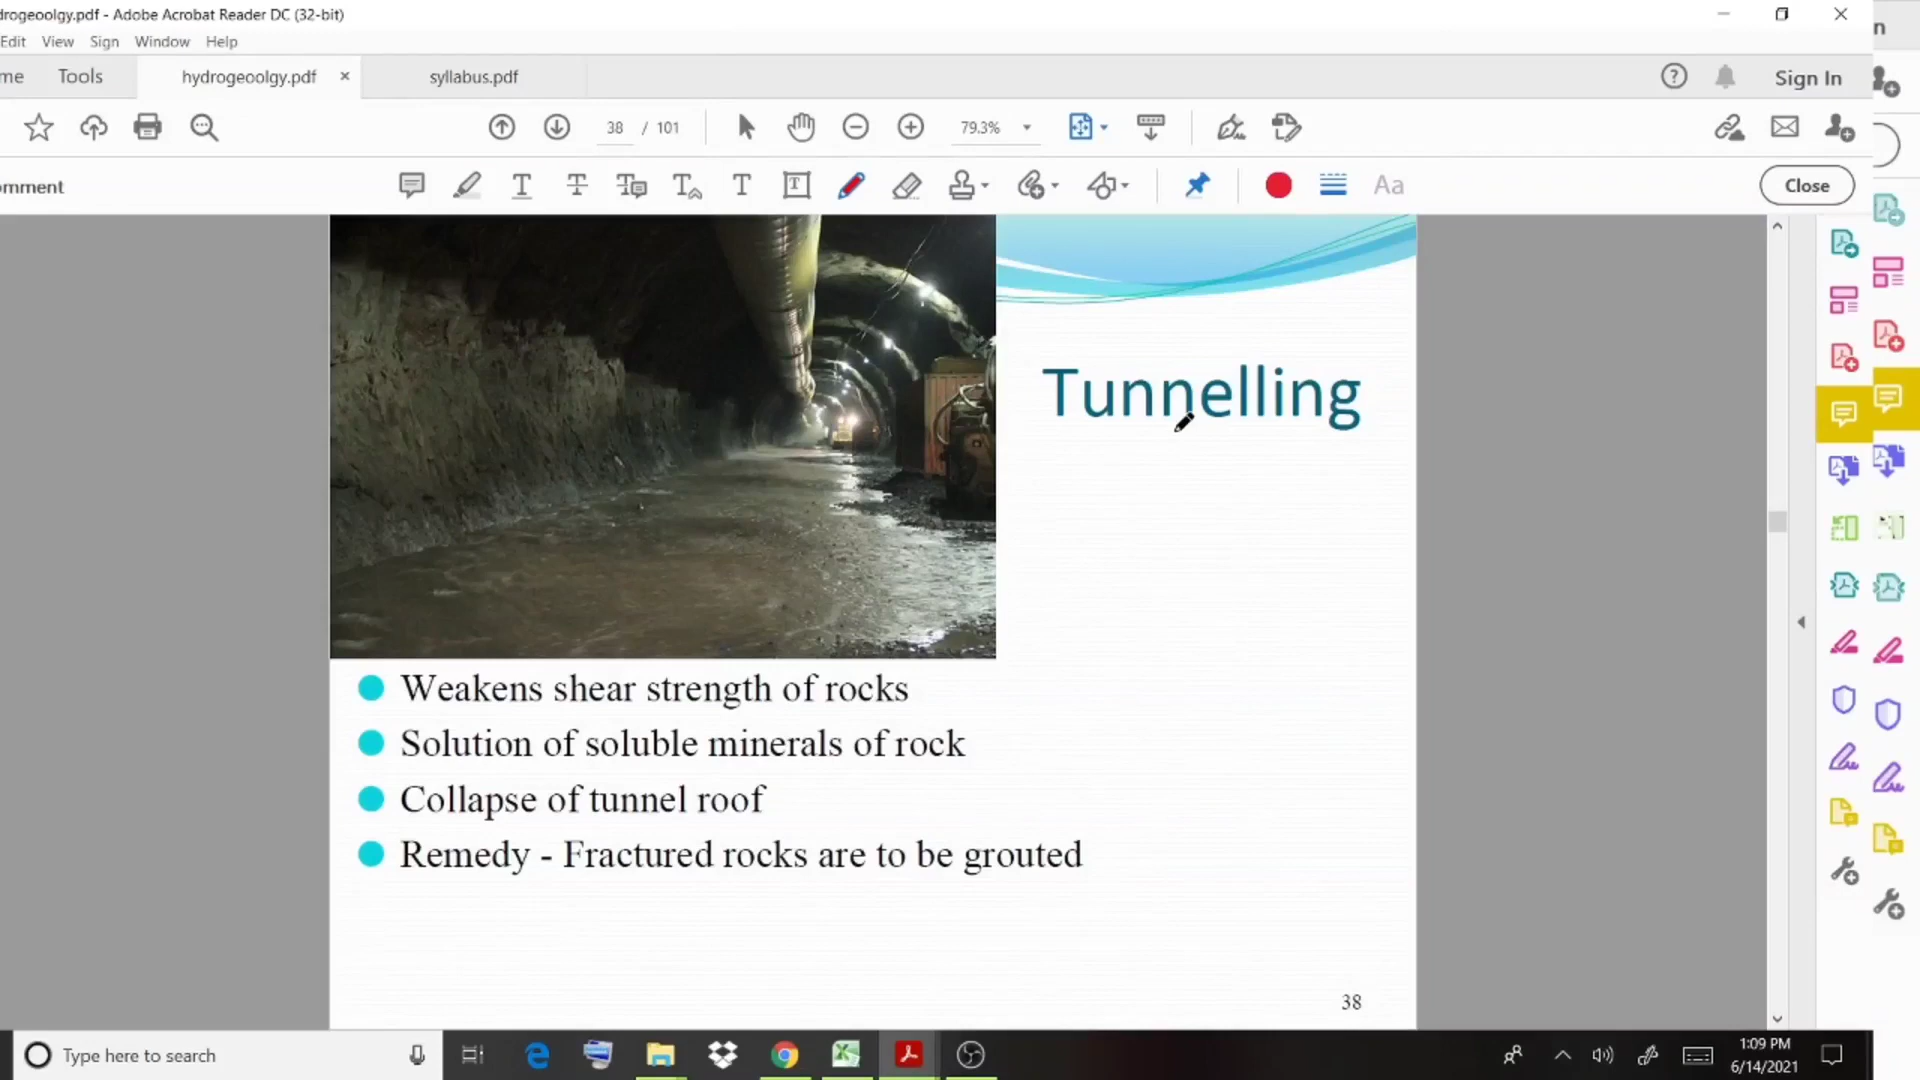 drogeoolgy.pdf - Adobe Acrobat Reader DC (32-bit)
Edit View Sign Window Help
me Tools hydrogeoolgy.pdf × syllabus.pdf Sign In n
38 / 101 79.3%
omment Aa Close
Tunnelling
Weakens shear strength of rocks
Solution of soluble minerals of rock
Collapse of tunnel roof
Remedy - Fractured rocks are to be grouted
38
Type here to search
1:09 PM
6/14/2021